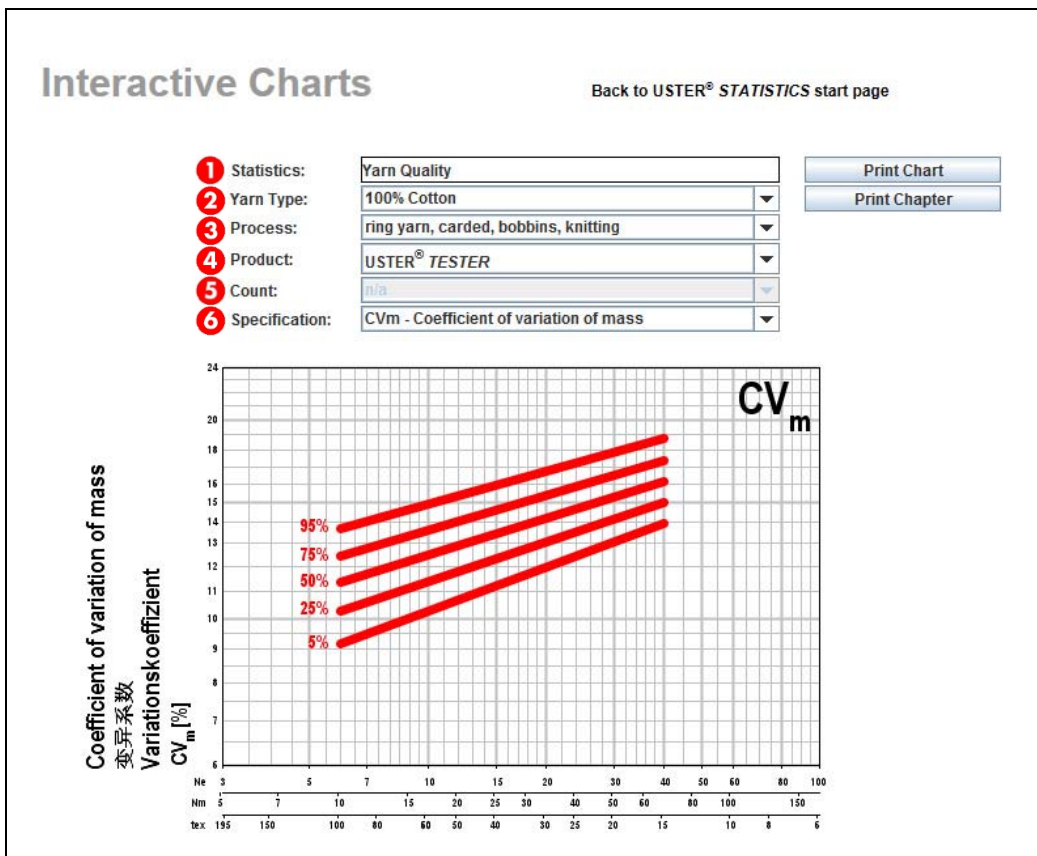 Interactive Charts
Back to USTER® STATISTICS start page
1 Statistics: Yarn Quality Print Chart
2 Yarn Type: 100% Cotton Print Chapter
3 Process: ring yarn, carded, bobbins, knitting
4 Product: USTER® TESTER
5 Count: n/a
6 Specification: CVm - Coefficient of variation of mass
CVm
Coefficient of variation of mass
变异系数
Variationskoeffizient
CVm [%]
24
20
18
16
15
14
13
12
11
10
9
8
7
6
95%
75%
50%
25%
5%
Ne 3 5 7 10 15 20 30 40 50 60 80 100
Nm 5 7 10 15 20 25 30 40 50 60 80 100 150
tex 195 150 100 80 60 50 40 30 25 20 15 10 8 6